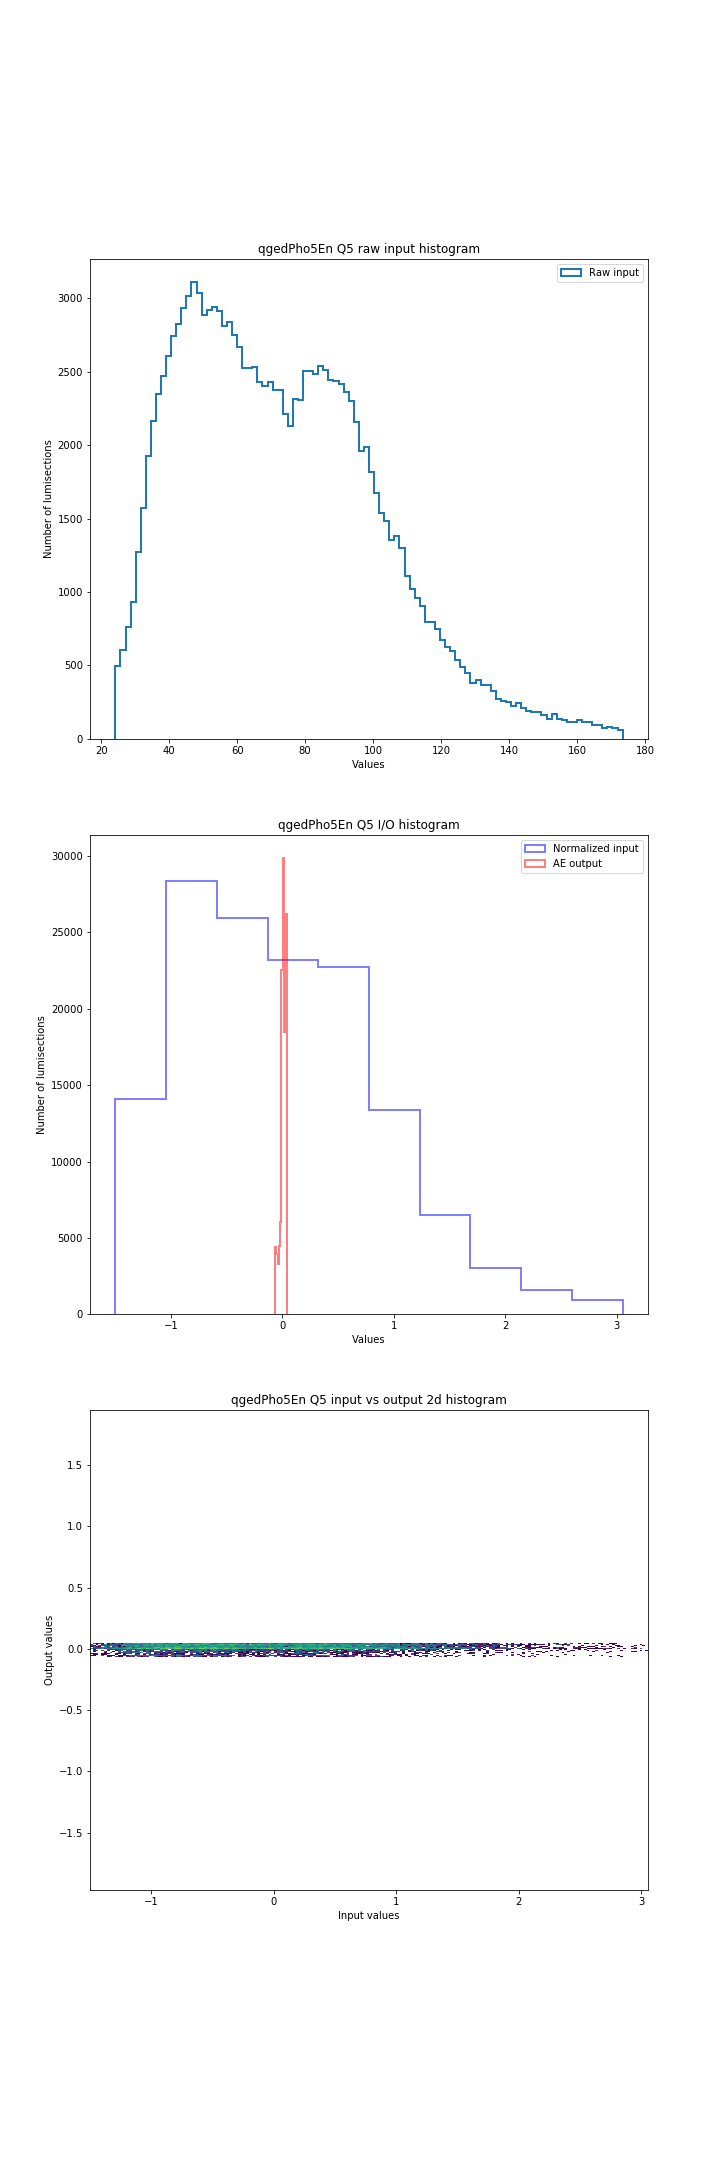 qgedPho5En Q5 raw input histogram
Raw input
3000
2500
2000
1500
1000
500
0
Number of lumisections
20 40 60 80 100 120 140 160 180
Values
qgedPho5En Q5 I/O histogram
Normalized input
AE output
30000
25000
20000
15000
10000
5000
0
Number of lumisections
−1 0 1 2 3
Values
qgedPho5En Q5 input vs output 2d histogram
1.5
1.0
0.5
0.0
−0.5
−1.0
−1.5
Output values
−1 0 1 2 3
Input values